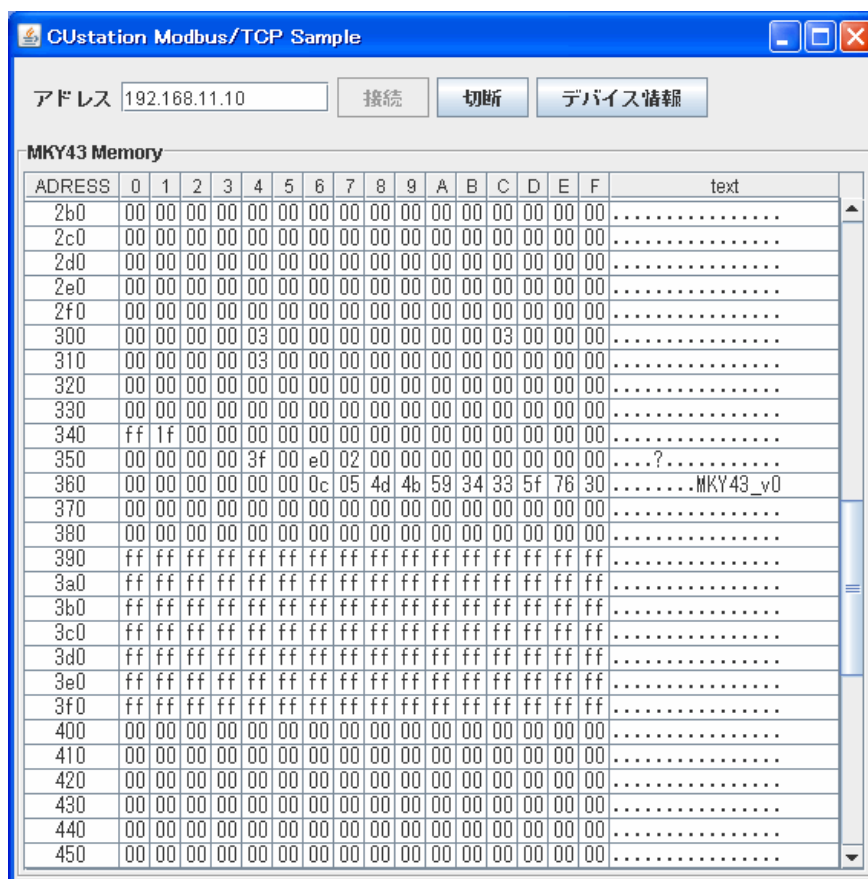 CUstation Modbus/TCP Sample
アドレス 192.168.11.10 接続 切断 デバイス情報
MKY43 Memory
ADRESS 0 1 2 3 4 5 6 7 8 9 A B C D E F text
2b0 00 00 00 00 00 00 00 00 00 00 00 00 00 00 00 00 ................
2c0 00 00 00 00 00 00 00 00 00 00 00 00 00 00 00 00 ................
2d0 00 00 00 00 00 00 00 00 00 00 00 00 00 00 00 00 ................
2e0 00 00 00 00 00 00 00 00 00 00 00 00 00 00 00 00 ................
2f0 00 00 00 00 00 00 00 00 00 00 00 00 00 00 00 00 ................
300 00 00 00 00 03 00 00 00 00 00 00 00 03 00 00 00 ................
310 00 00 00 00 03 00 00 00 00 00 00 00 00 00 00 00 ................
320 00 00 00 00 00 00 00 00 00 00 00 00 00 00 00 00 ................
330 00 00 00 00 00 00 00 00 00 00 00 00 00 00 00 00 ................
340 ff 1f 00 00 00 00 00 00 00 00 00 00 00 00 00 00 ................
350 00 00 00 00 3f 00 e0 02 00 00 00 00 00 00 00 00 ....?...........
360 00 00 00 00 00 00 0c 05 4d 4b 59 34 33 5f 76 30 ........MKY43_v0
370 00 00 00 00 00 00 00 00 00 00 00 00 00 00 00 00 ................
380 00 00 00 00 00 00 00 00 00 00 00 00 00 00 00 00 ................
390 ff ff ff ff ff ff ff ff ff ff ff ff ff ff ff ff ................
3a0 ff ff ff ff ff ff ff ff ff ff ff ff ff ff ff ff ................
3b0 ff ff ff ff ff ff ff ff ff ff ff ff ff ff ff ff ................
3c0 ff ff ff ff ff ff ff ff ff ff ff ff ff ff ff ff ................
3d0 ff ff ff ff ff ff ff ff ff ff ff ff ff ff ff ff ................
3e0 ff ff ff ff ff ff ff ff ff ff ff ff ff ff ff ff ................
3f0 ff ff ff ff ff ff ff ff ff ff ff ff ff ff ff ff ................
400 00 00 00 00 00 00 00 00 00 00 00 00 00 00 00 00 ................
410 00 00 00 00 00 00 00 00 00 00 00 00 00 00 00 00 ................
420 00 00 00 00 00 00 00 00 00 00 00 00 00 00 00 00 ................
430 00 00 00 00 00 00 00 00 00 00 00 00 00 00 00 00 ................
440 00 00 00 00 00 00 00 00 00 00 00 00 00 00 00 00 ................
450 00 00 00 00 00 00 00 00 00 00 00 00 00 00 00 00 ................